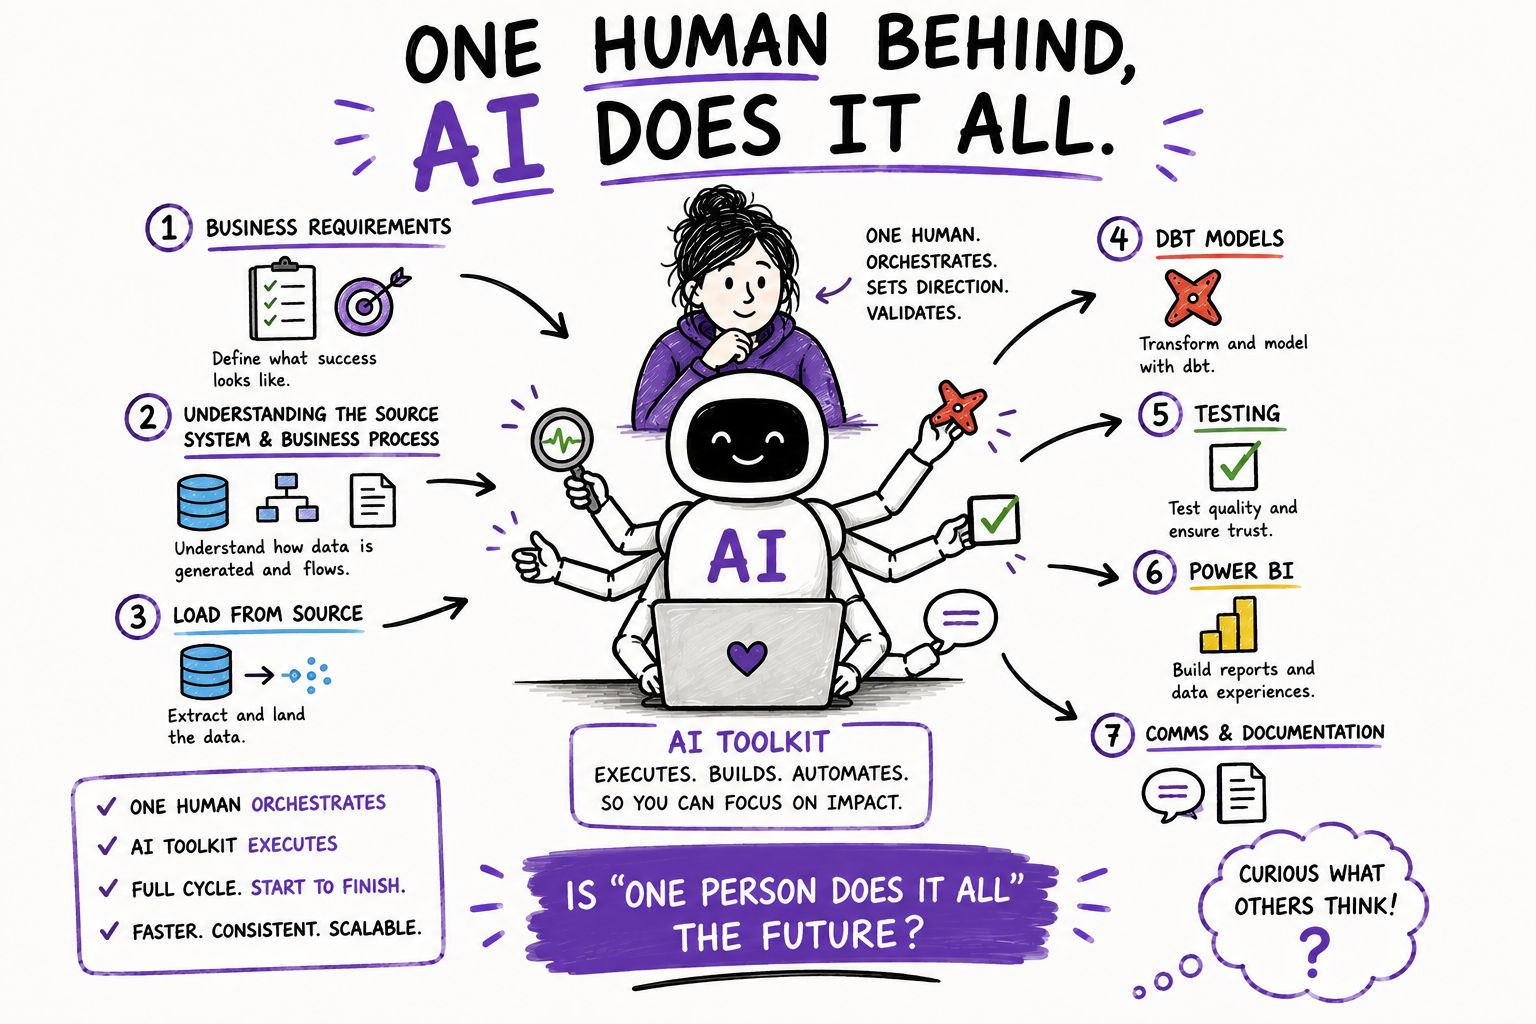 ONE HUMAN BEHIND,
AI DOES IT ALL.
1 BUSINESS REQUIREMENTS
Define what success
looks like.
2 UNDERSTANDING THE SOURCE
SYSTEM & BUSINESS PROCESS
Understand how data is
generated and flows.
3 LOAD FROM SOURCE
Extract and land
the data.
ONE HUMAN.
ORCHESTRATES.
SETS DIRECTION.
VALIDATES.
AI
4 DBT MODELS
Transform and model
with dbt.
5 TESTING
Test quality and
ensure trust.
6 POWER BI
Build reports and
data experiences.
7 COMMS & DOCUMENTATION
AI TOOLKIT
EXECUTES. BUILDS. AUTOMATES.
SO YOU CAN FOCUS ON IMPACT.
ONE HUMAN ORCHESTRATES
AI TOOLKIT EXECUTES
FULL CYCLE. START TO FINISH.
FASTER. CONSISTENT. SCALABLE.
IS “ONE PERSON DOES IT ALL”
THE FUTURE?
CURIOUS WHAT
OTHERS THINK!
?